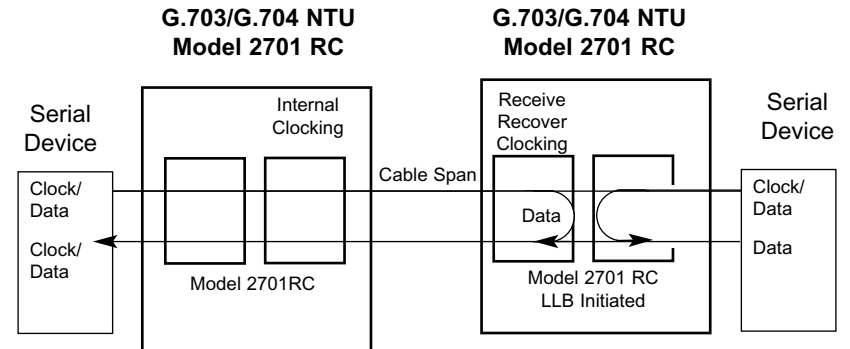 G.703/G.704 NTU
Model 2701 RC
G.703/G.704 NTU
Model 2701 RC
Serial
Device
Internal
Clocking
Receive
Recover
Clocking
Serial
Device
Clock/
Data
Clock/
Data
Cable Span
Data
Clock/
Data
Data
Model 2701RC
Model 2701 RC
LLB Initiated